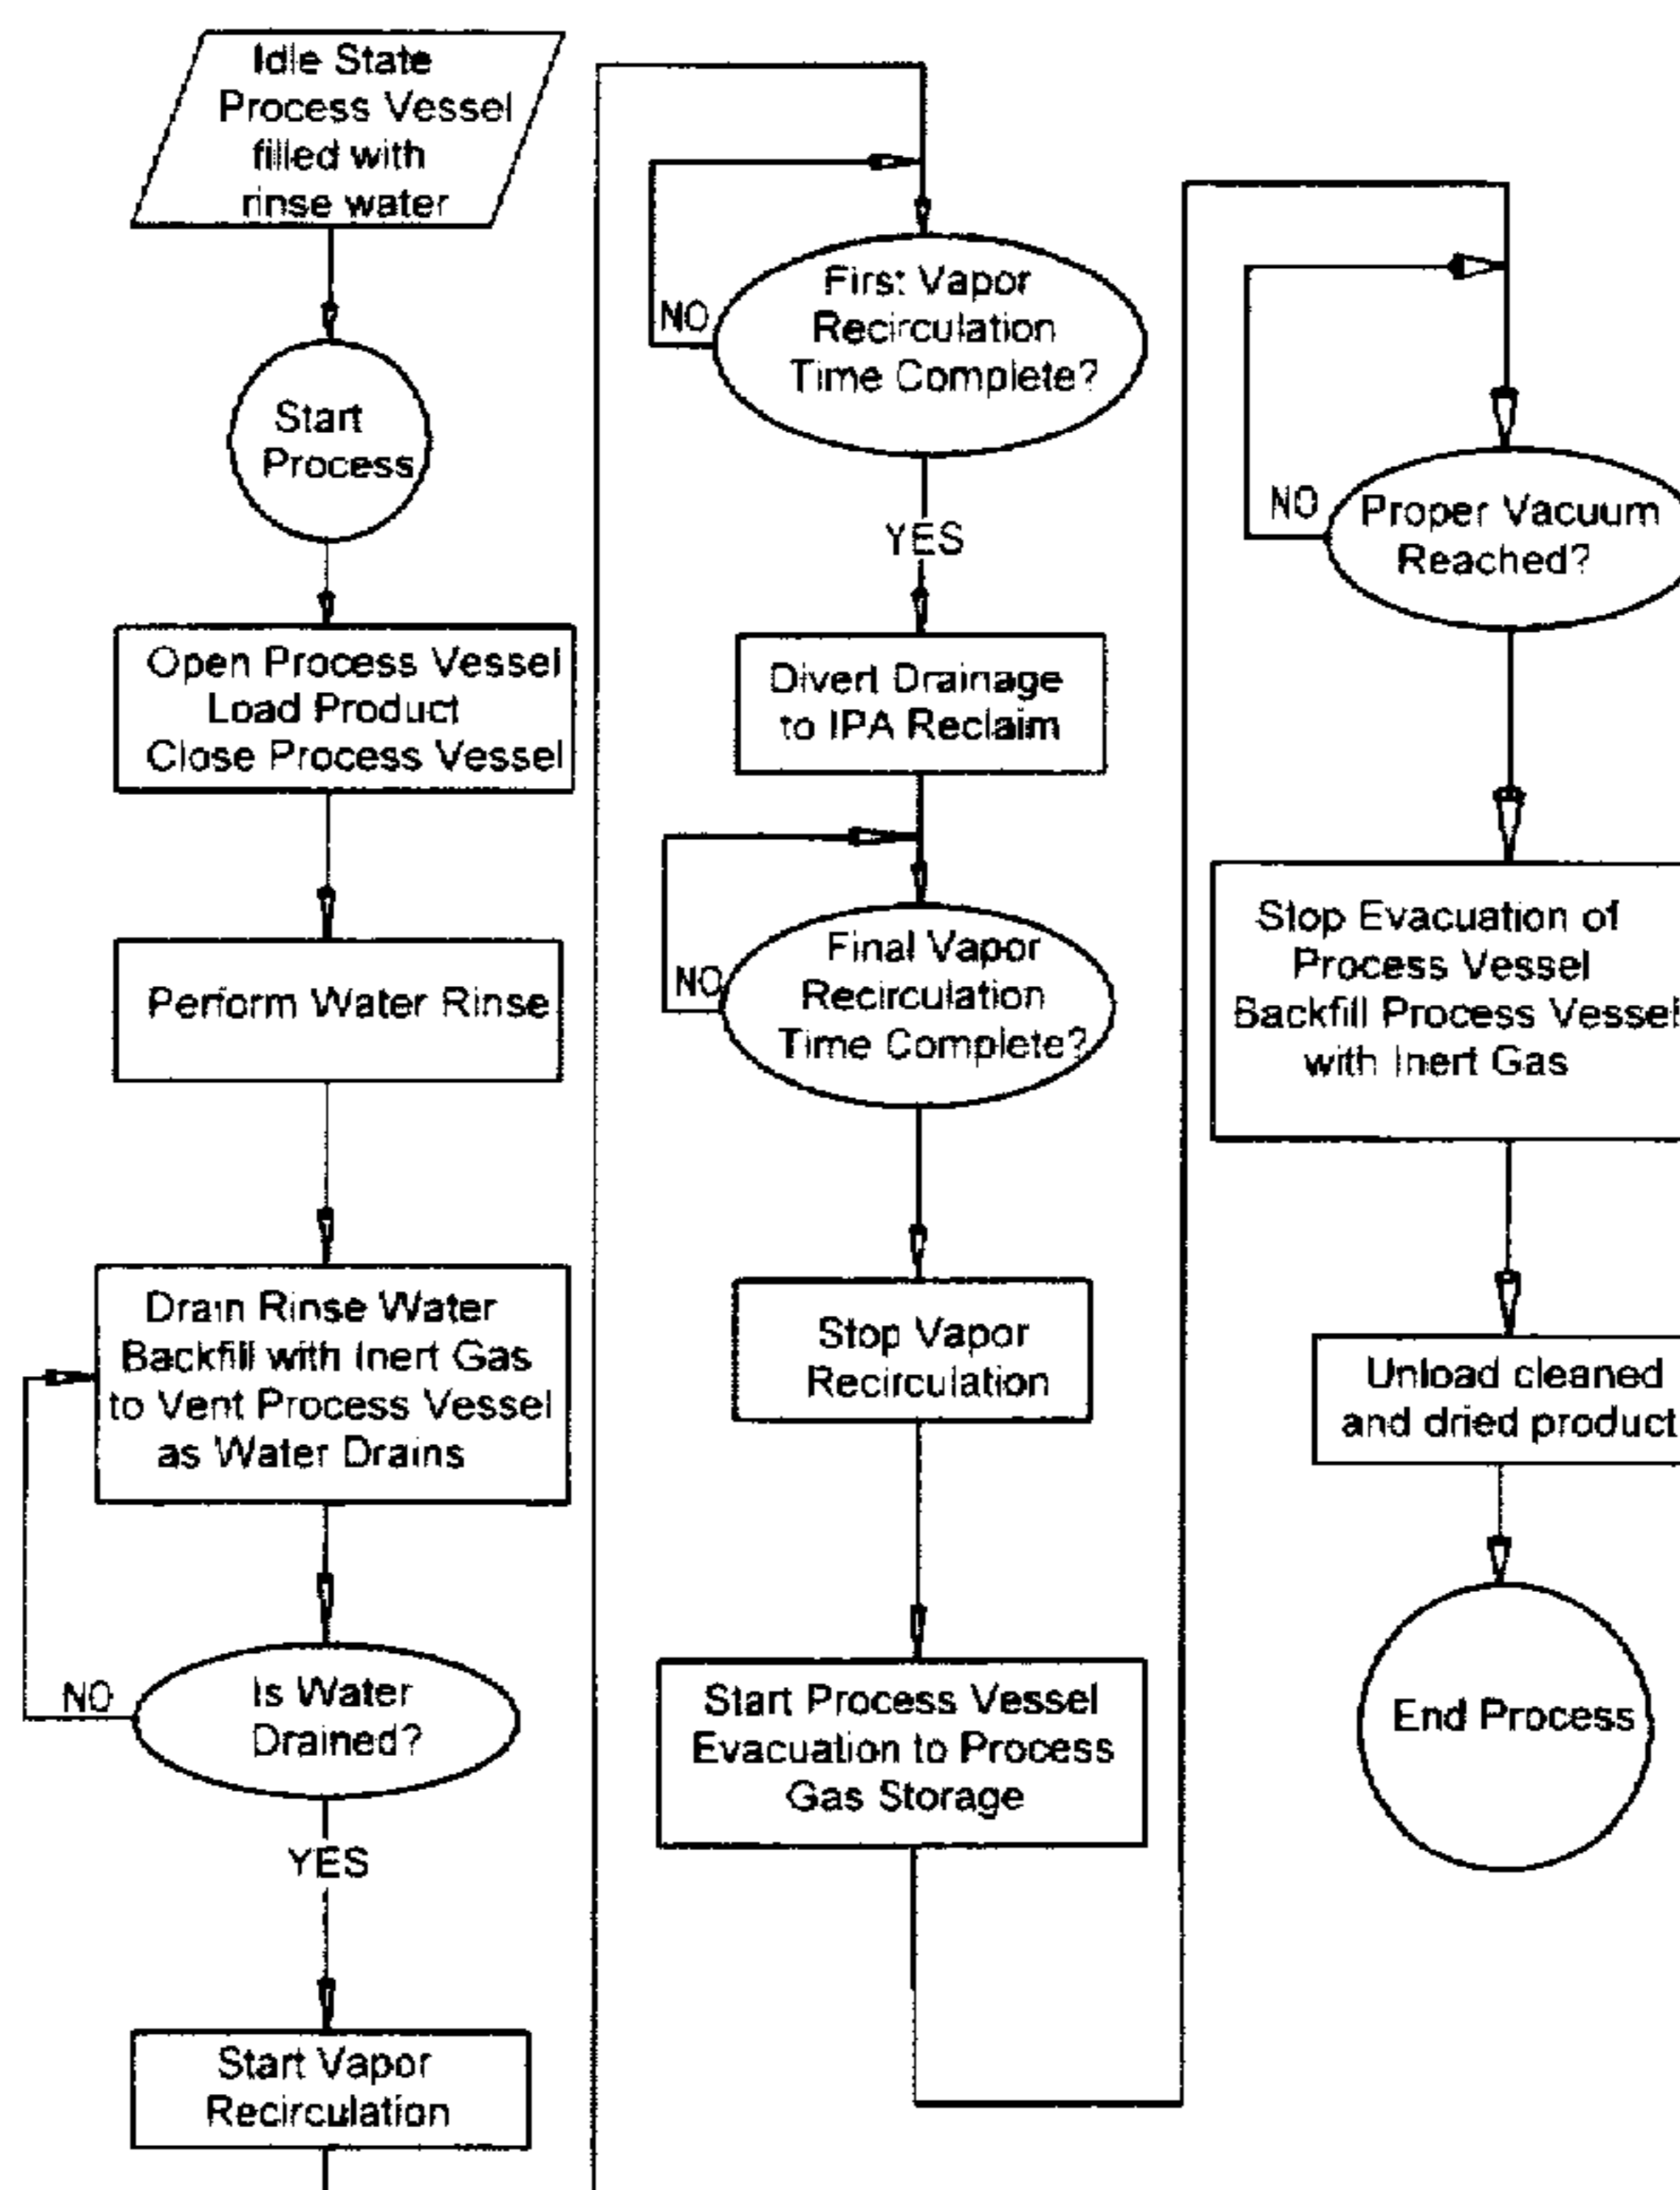 Idle State
Process Vessel
filled with
rinse water
Start
Process
Open Process Vessel
Load Product
Close Process Vessel
Perform Water Rinse
Drain Rinse Water
Backfill with Inert Gas
to Vent Process Vessel
as Water Drains
NO
Is Water
Drained?
YES
Start Vapor
Recirculation
First Vapor
Recirculation
Time Complete?
NO
YES
Divert Drainage
to IPA Reclaim
Final Vapor
Recirculation
Time Complete?
NO
Stop Vapor
Recirculation
Start Process Vessel
Evacuation to Process
Gas Storage
NO
Proper Vacuum
Reached?
Stop Evacuation of
Process Vessel
Backfill Process Vessel
with Inert Gas
Unload cleaned
and dried product
End Process